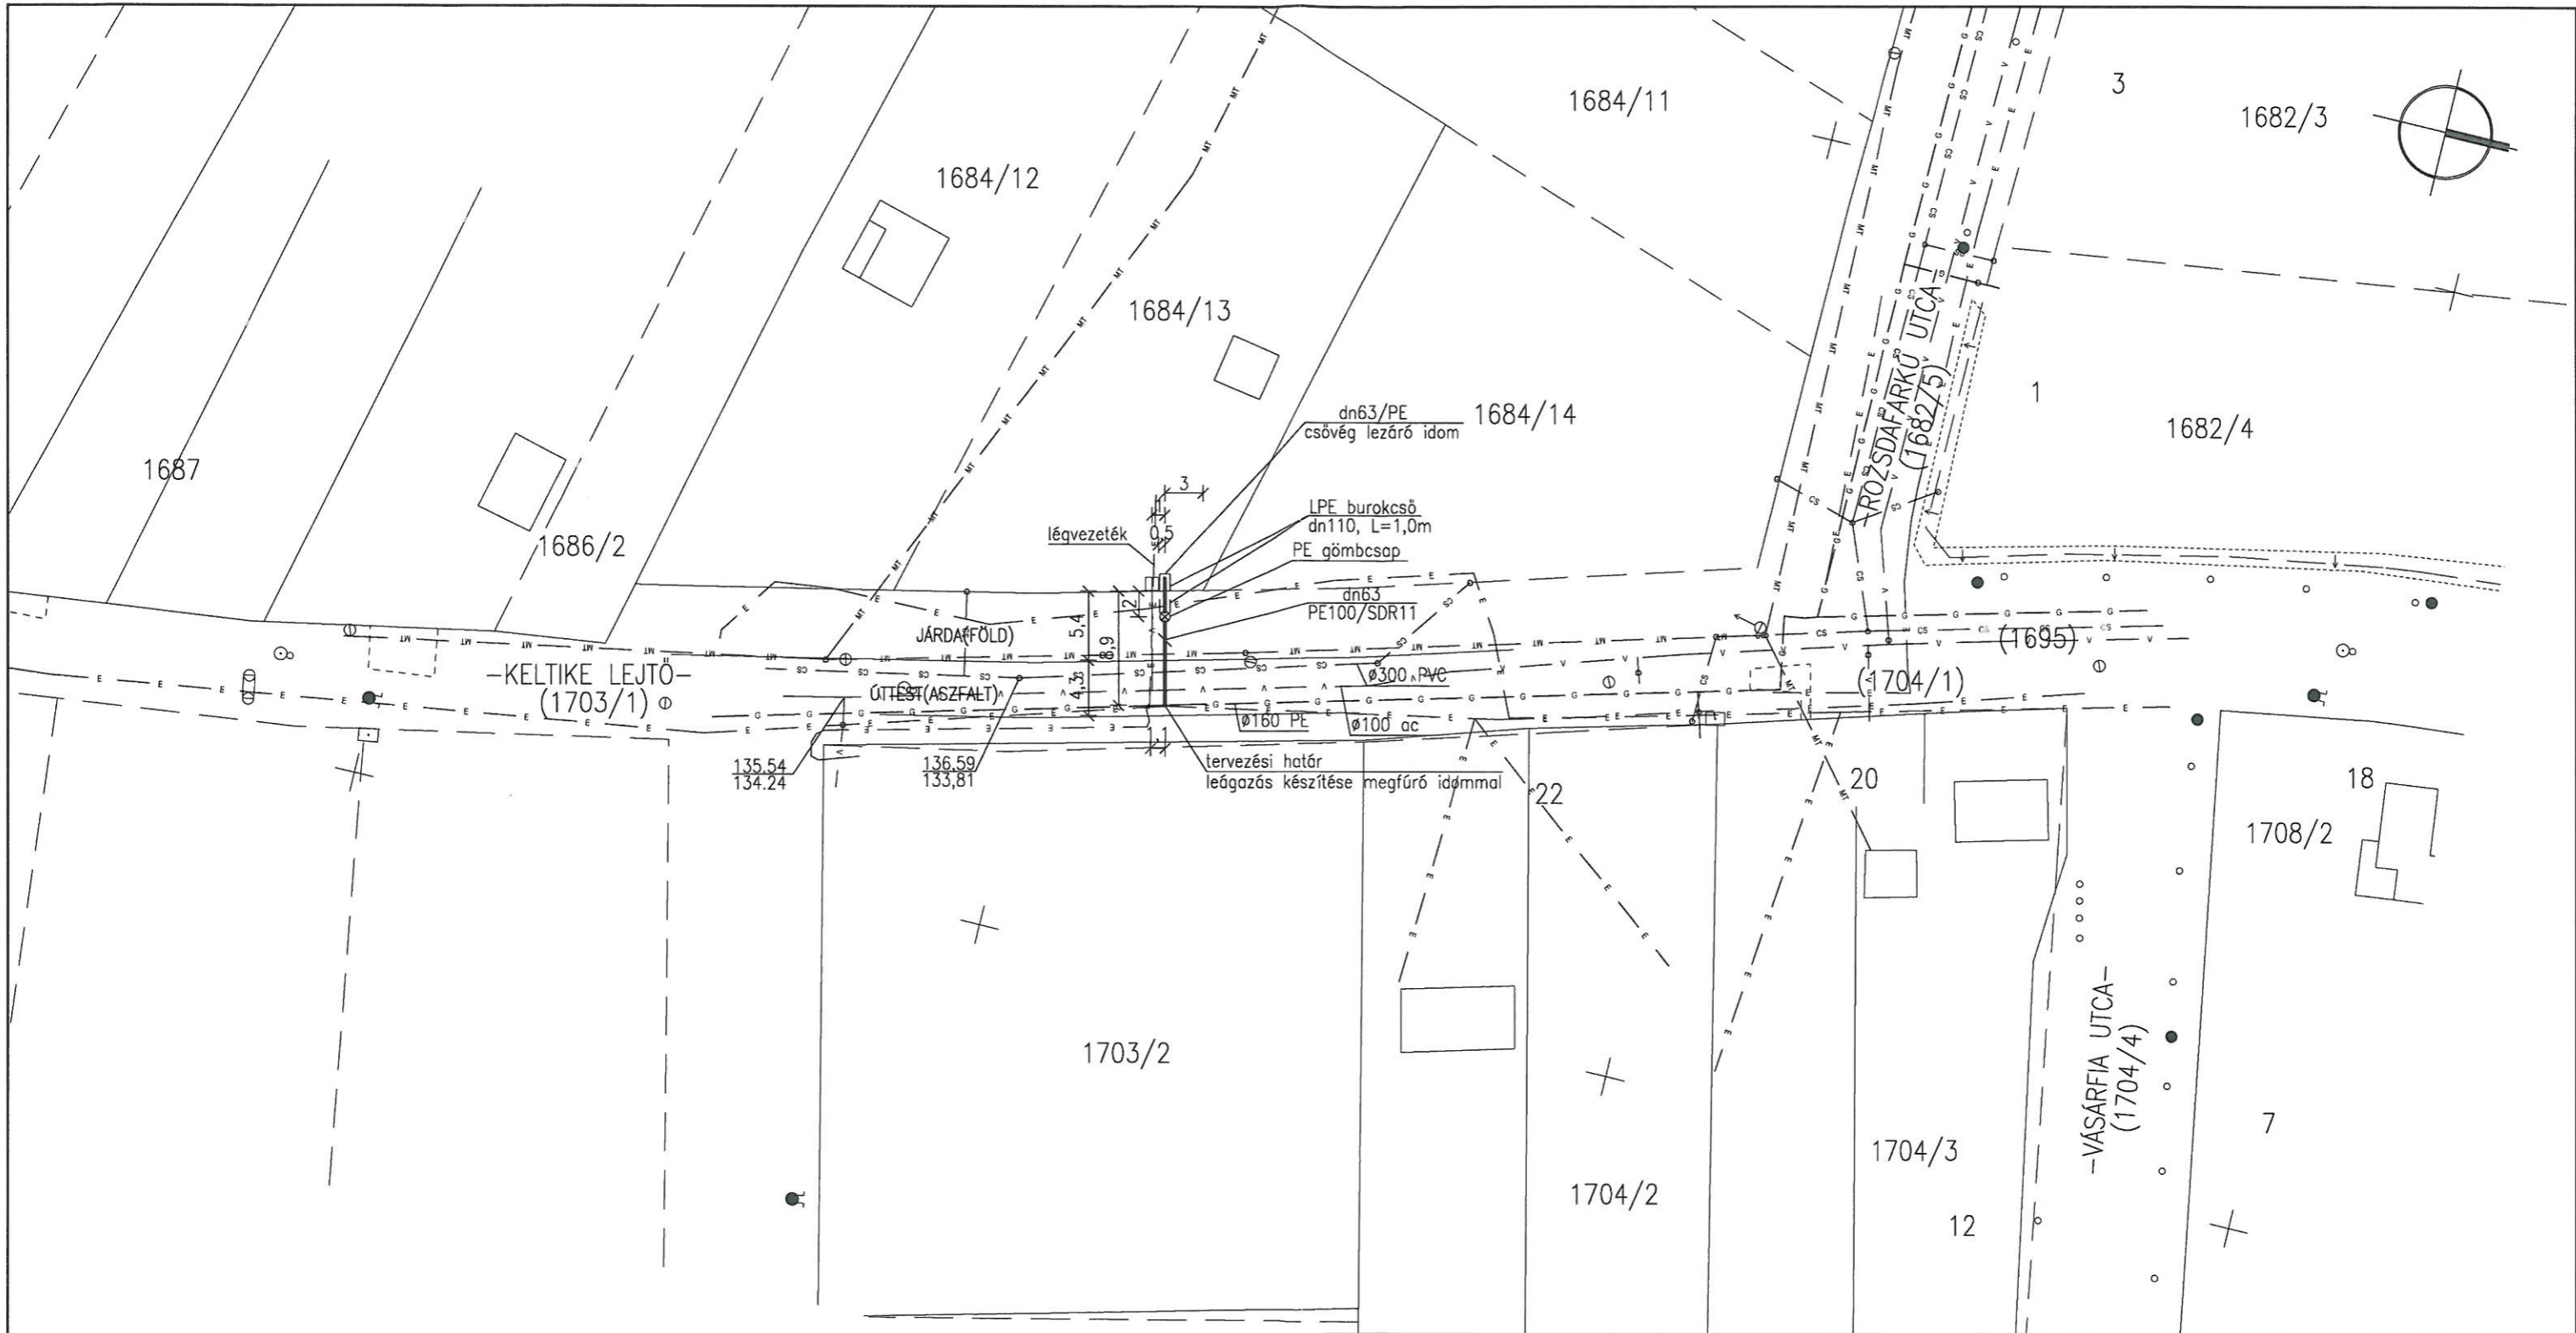 1684/11
3
1682/3
1684/12
1684/13
dn63/PE
csövég lezáró idom
1684/14
1
1682/4
-ROZSDAFARKÚ UTCA-
(1682/5)
1687
1686/2
3
1
0,5
légvezeték
LPE burokcső
dn110, L=1,0m
PE gömbcsap
dn63
PE100/SDR11
2
5,4
8,9
4,3
JÁRDA(FÖLD)
-KELTIKE LEJTŐ-
(1703/1)
ÚTTEST(ASZFALT)
ø300 PVC
ø160 PE
ø100 ac
(1695)
(1704/1)
135.54
134.24
136,59
133,81
1
tervezési határ
leágazás készítése megfúró idommal
22
20
18
1708/2
1703/2
1704/2
1704/3
12
-VÁSÁRFIA UTCA-
(1704/4)
7